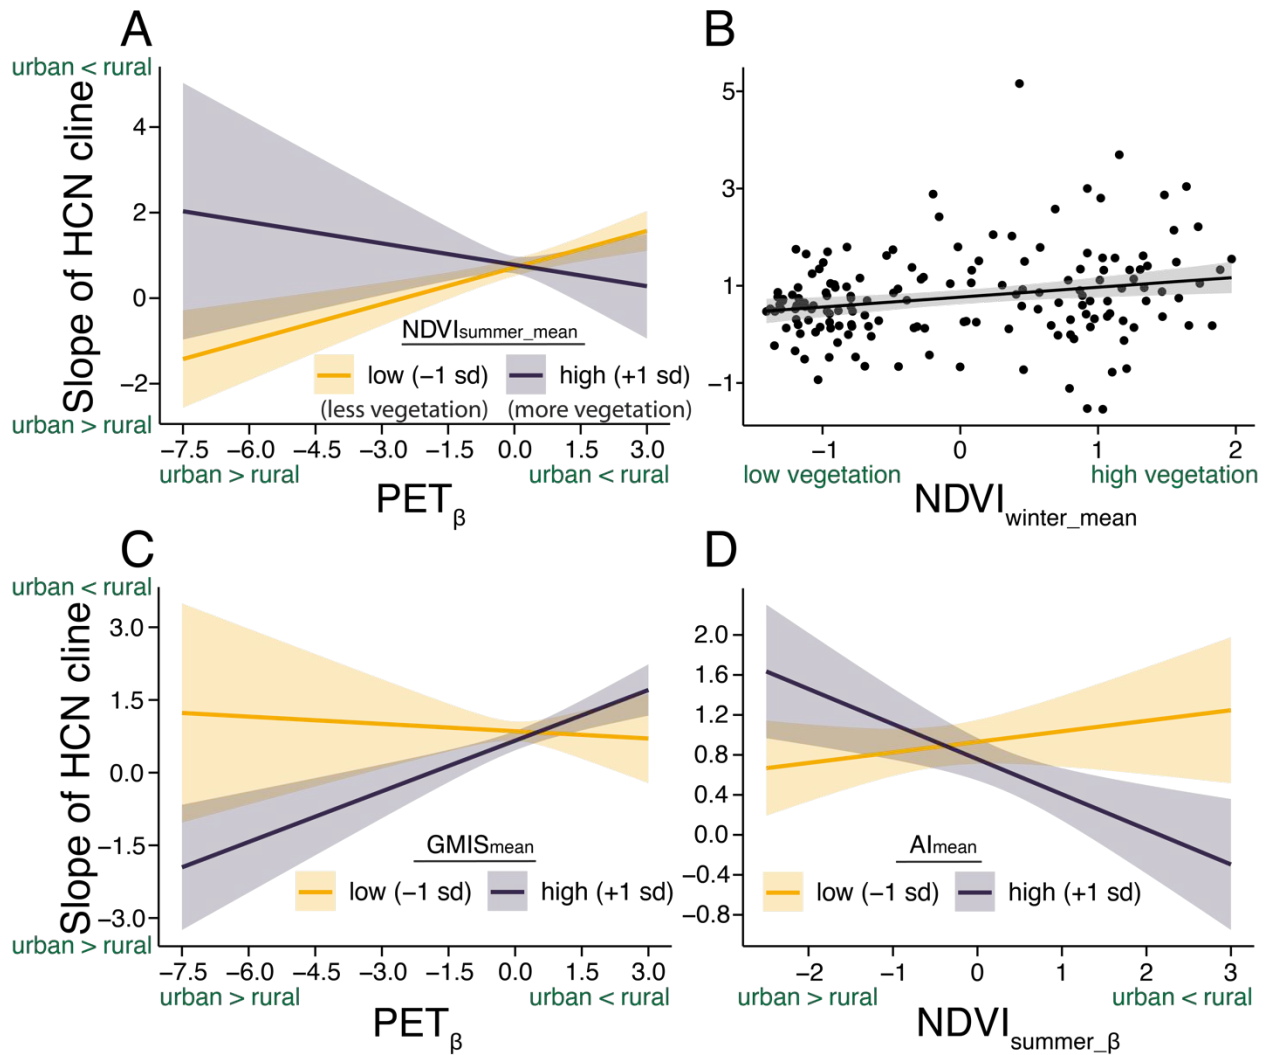 A
urban < rural
Slope of HCN cline
4
2
0
−2
urban > rural
NDVIsummer_mean
low (−1 sd) high (+1 sd)
(less vegetation) (more vegetation)
−7.5 −6.0 −4.5 −3.0 −1.5 0.0 1.5 3.0
urban > rural urban < rural
PETβ
B
5
3
1
−1
−1 0 1 2
low vegetation high vegetation
NDVIwinter_mean
C
urban < rural
Slope of HCN cline
3.0
1.5
0.0
−1.5
−3.0
urban > rural
GMISmean
low (−1 sd) high (+1 sd)
−7.5 −6.0 −4.5 −3.0 −1.5 0.0 1.5 3.0
urban > rural urban < rural
PETβ
D
2.0
1.6
1.2
0.8
0.4
0.0
−0.4
−0.8
AImean
low (−1 sd) high (+1 sd)
−2 −1 0 1 2 3
urban > rural urban < rural
NDVIsummer_β